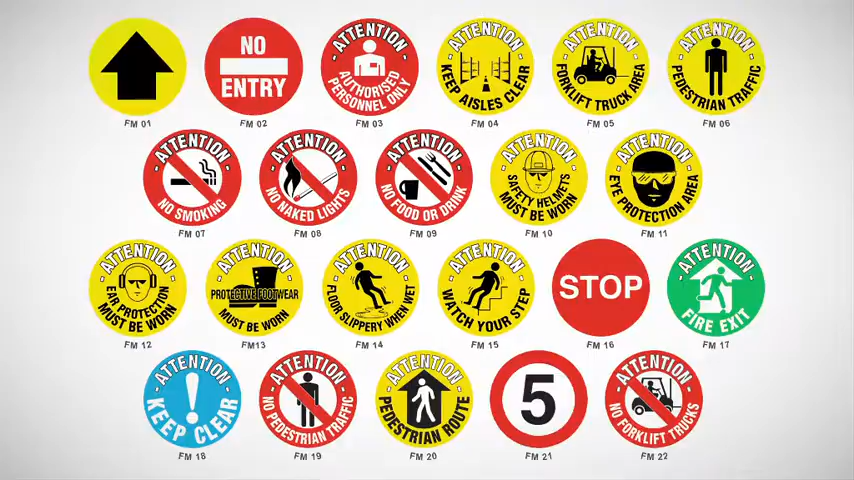 NO
ENTRY
ATTENTION
AUTHORISED
PERSONNEL ONLY
ATTENTION
KEEP AISLES CLEAR
ATTENTION
FORKLIFT TRUCK AREA
ATTENTION
PEDESTRIAN TRAFFIC
FM 01
FM 02
FM 03
FM 04
FM 05
FM 06
ATTENTION
NO SMOKING
ATTENTION
NO NAKED LIGHTS
ATTENTION
NO FOOD OR DRINK
ATTENTION
SAFETY HELMETS
MUST BE WORN
ATTENTION
EYE PROTECTION AREA
FM 07
FM 08
FM 09
FM 10
FM 11
ATTENTION
EAR PROTECTION
MUST BE WORN
ATTENTION
PROTECTIVE FOOTWEAR
MUST BE WORN
ATTENTION
FLOOR SLIPPERY WHEN WET
ATTENTION
WATCH YOUR STEP
STOP
ATTENTION
FIRE EXIT
FM 12
FM13
FM 14
FM 15
FM 16
FM 17
ATTENTION
KEEP CLEAR
ATTENTION
NO PEDESTRIAN TRAFFIC
ATTENTION
PEDESTRIAN ROUTE
5
ATTENTION
NO FORKLIFT TRUCKS
FM 18
FM 19
FM 20
FM 21
FM 22